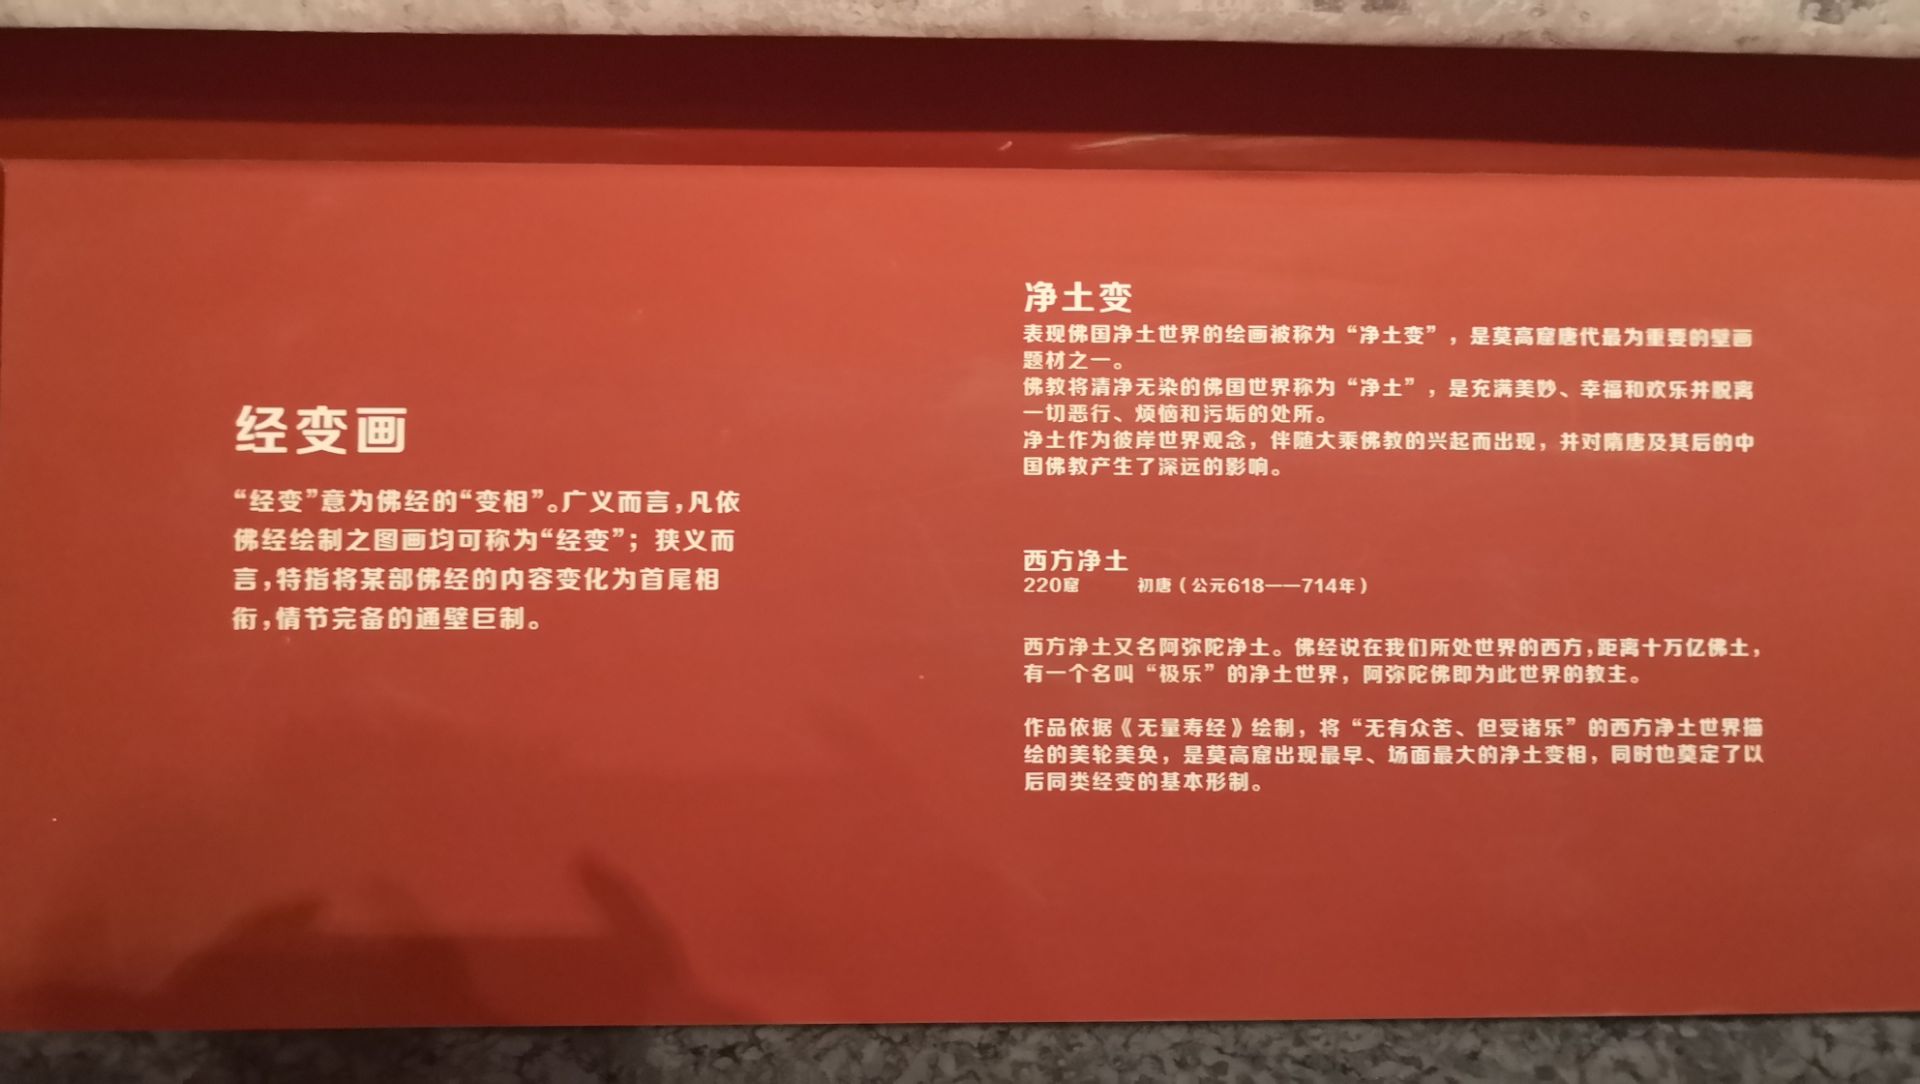 经变画
“经变”意为佛经的“变相”。广义而言，凡依
佛经绘制之图画均可称为“经变”；狭义而
言，特指将某部佛经的内容变化为首尾相
衔，情节完备的通壁巨制。
净土变
表现佛国净土世界的绘画被称为“净土变”，是莫高窟唐代最为重要的壁画
题材之一。
佛教将清净无染的佛国世界称为“净土”，是充满美妙、幸福和欢乐并脱离
一切恶行、烦恼和污垢的处所。
净土作为彼岸世界观念，伴随大乘佛教的兴起而出现，并对隋唐及其后的中
国佛教产生了深远的影响。
西方净土
220窟 初唐（公元618——714年）
西方净土又名阿弥陀净土。佛经说在我们所处世界的西方，距离十万亿佛土，
有一个名叫“极乐”的净土世界，阿弥陀佛即为此世界的教主。
作品依据《无量寿经》绘制，将“无有众苦、但受诸乐”的西方净土世界描
绘的美轮美奂，是莫高窟出现最早、场面最大的净土变相，同时也奠定了以
后同类经变的基本形制。